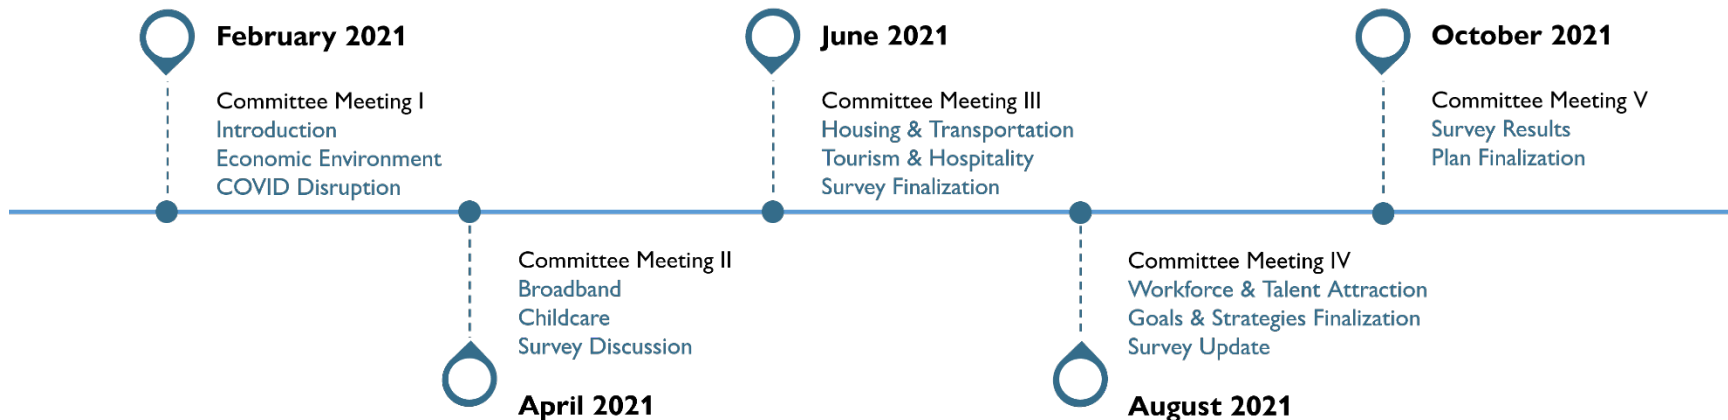 February 2021
Committee Meeting I
Introduction
Economic Environment
COVID Disruption
April 2021
Committee Meeting II
Broadband
Childcare
Survey Discussion
June 2021
Committee Meeting III
Housing & Transportation
Tourism & Hospitality
Survey Finalization
August 2021
Committee Meeting IV
Workforce & Talent Attraction
Goals & Strategies Finalization
Survey Update
October 2021
Committee Meeting V
Survey Results
Plan Finalization